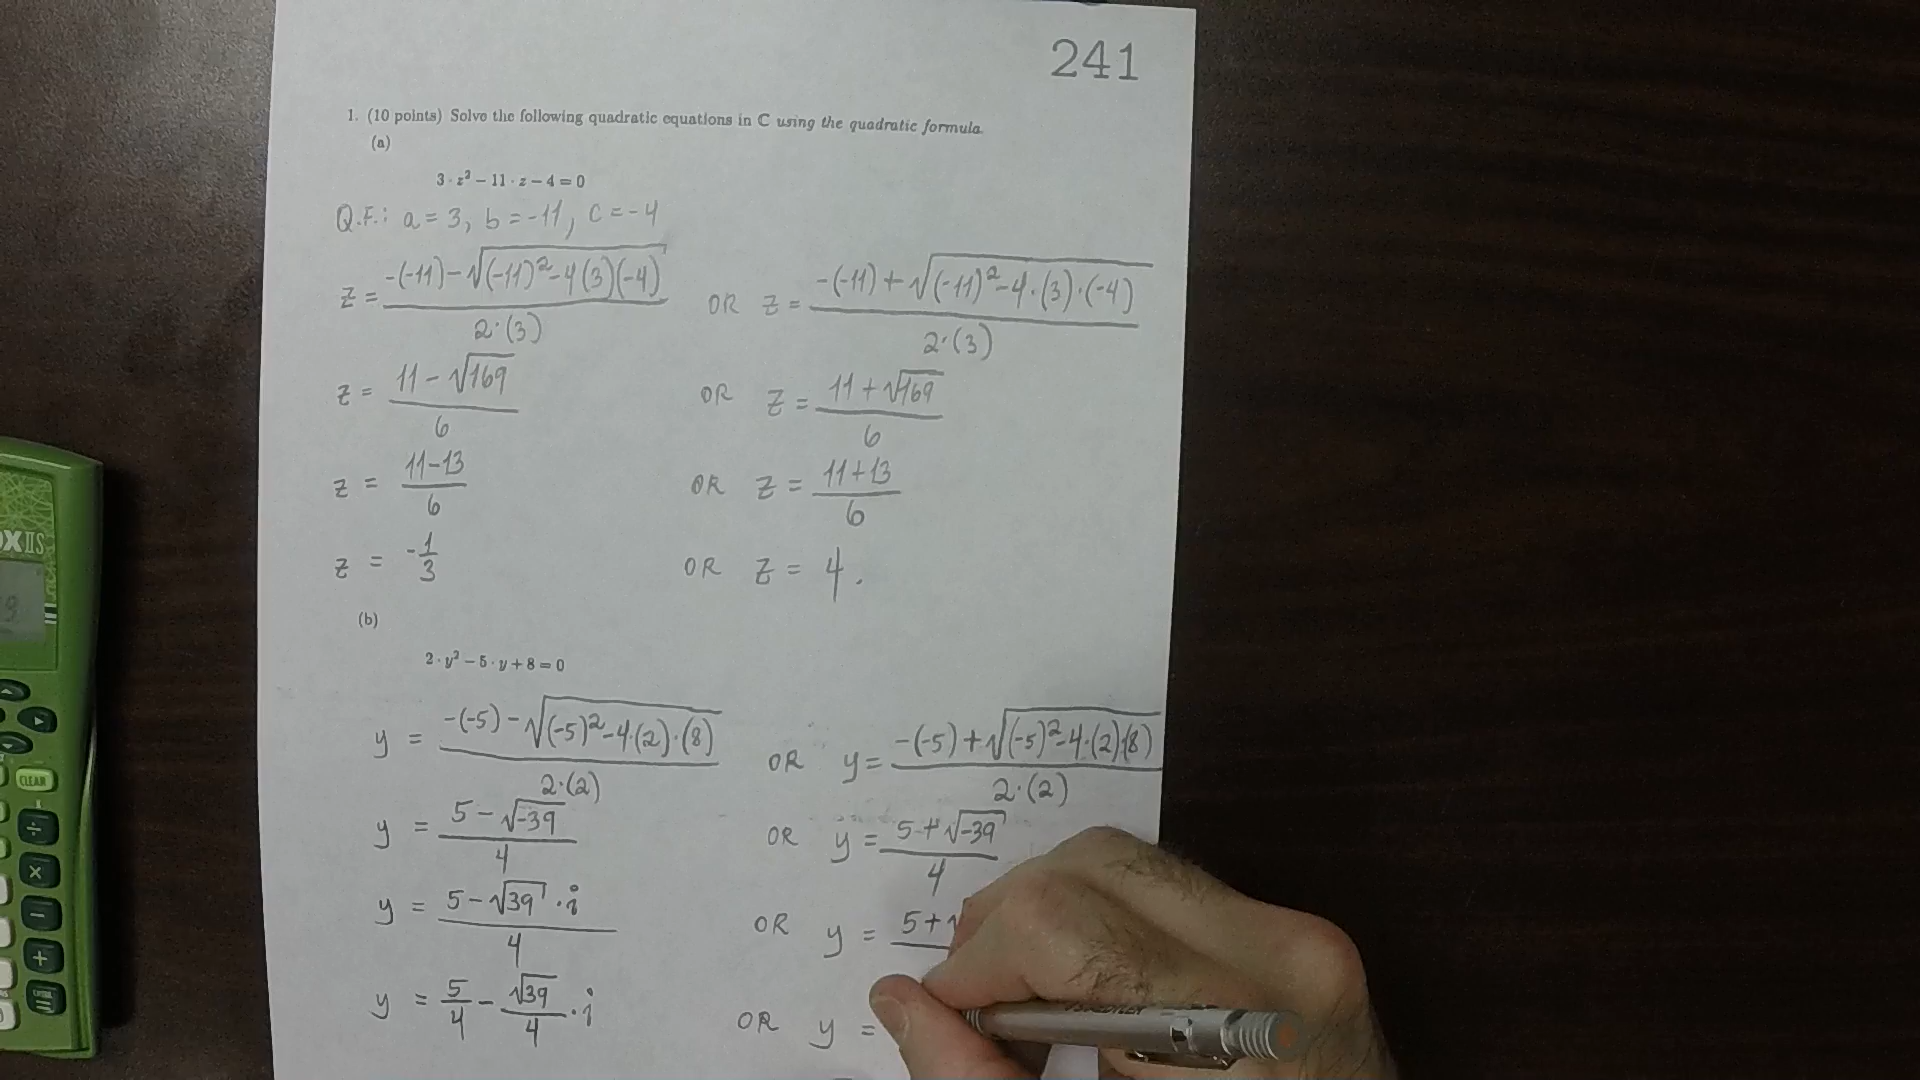 241
1. (10 points) Solve the following quadratic equations in C using the quadratic formula.
(a)
3 · z² − 11 · z − 4 = 0
Q.F.: a = 3, b = -11, c = -4
z = (-(-11) - √((-11)² - 4(3)(-4))) / (2·(3)) OR z = (-(-11) + √((-11)² - 4·(3)·(-4))) / (2·(3))
z = (11 - √169) / 6 OR z = (11 + √169) / 6
z = (11-13) / 6 OR z = (11+13) / 6
z = -1/3 OR z = 4.
(b)
2 · y² − 5 · y + 8 = 0
y = (-(-5) - √((-5)² - 4·(2)·(8))) / (2·(2)) OR y = (-(-5) + √((-5)² - 4·(2)(8))) / (2·(2))
y = (5 - √-39) / 4 OR y = (5 + √-39) / 4
y = (5 - √39 · i) / 4 OR y = 5+
y = 5/4 - √39/4 · i OR y =
XIIS
CLEAR
÷
×
−
+
=